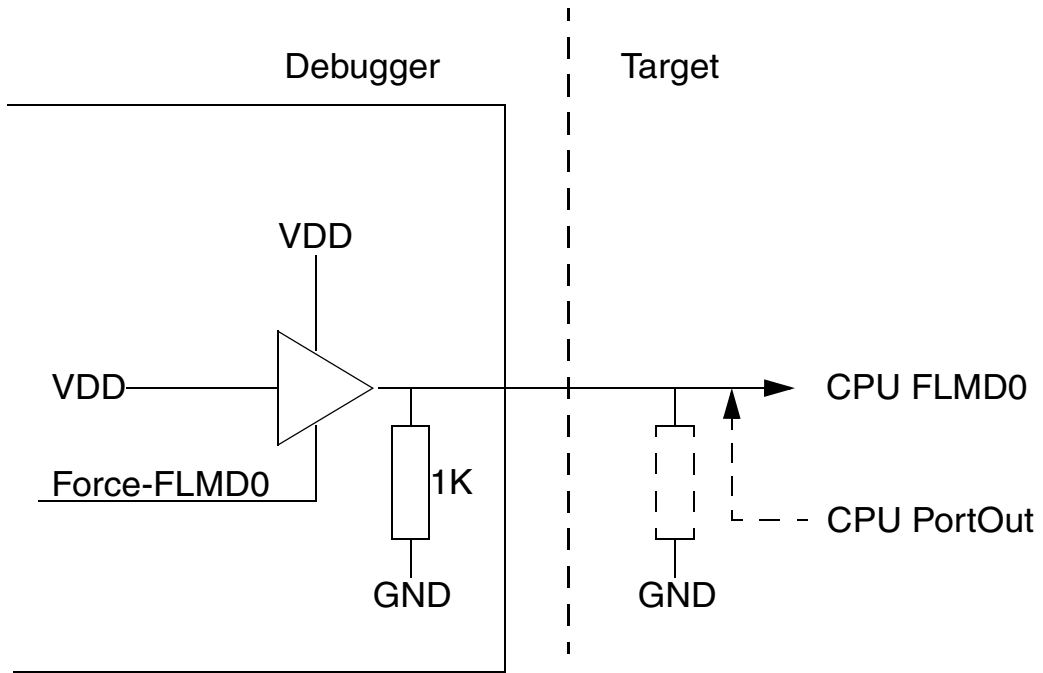 Debugger
Target
VDD
VDD
CPU FLMD0
Force-FLMD0
1K
CPU PortOut
GND
GND